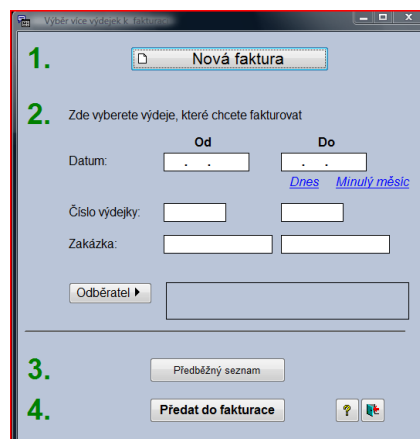 Výběr více výdejek k fakturaci
1. Nová faktura
2. Zde vyberete výdeje, které chcete fakturovat
Od Do
Datum: . . . .
Dnes Minulý měsíc
Číslo výdejky:
Zakázka:
Odběratel
3. Předběžný seznam
4. Předat do fakturace ?